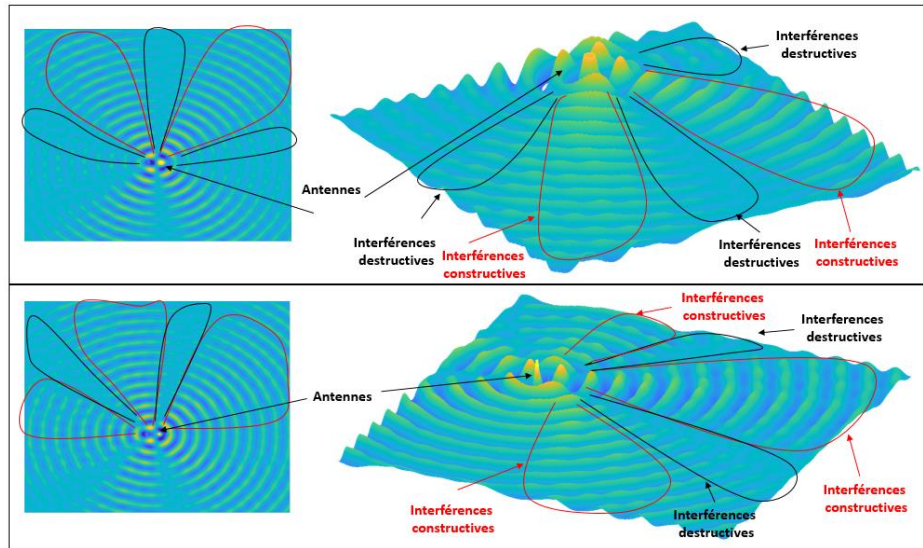 Interférences
destructives
Antennes
Interférences
destructives
Interférences
constructives
Interférences
destructives
Interférences
constructives
Interférences
constructives
Interferences
destructives
Antennes
Interférences
constructives
Interférences
destructives
Interférences
constructives